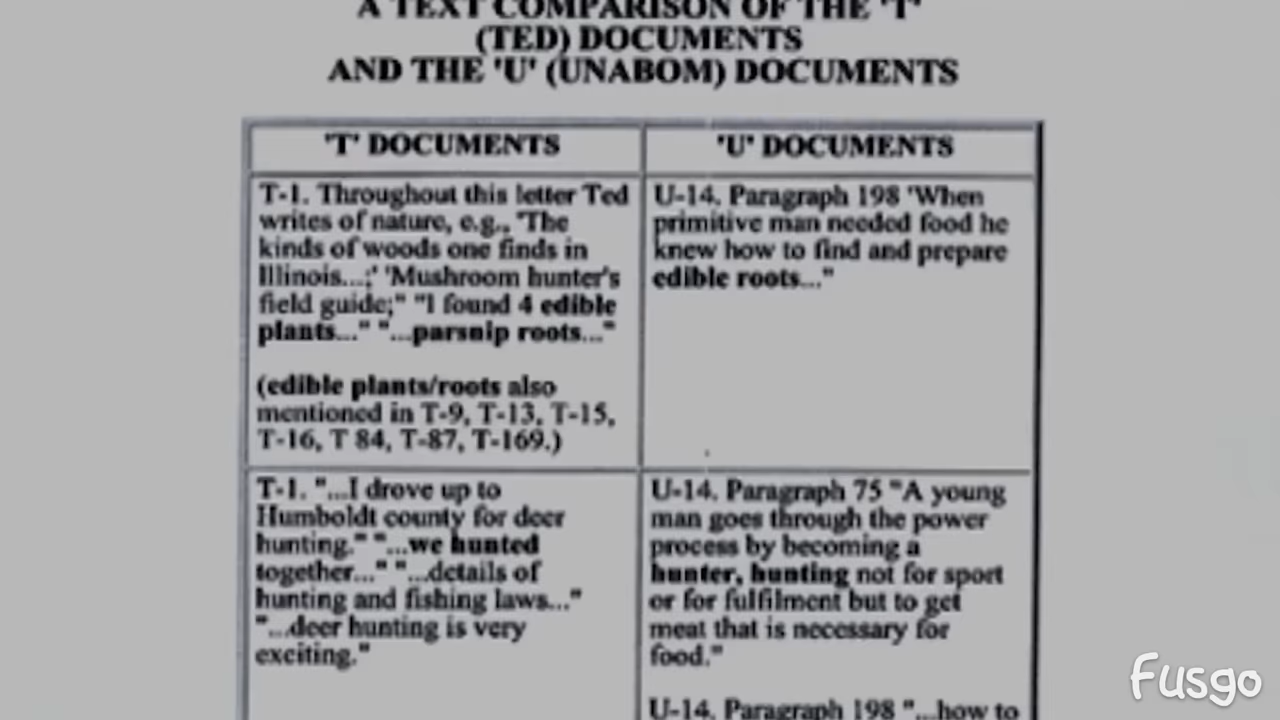 A TEXT COMPARISON OF THE 'T'
(TED) DOCUMENTS
AND THE 'U' (UNABOM) DOCUMENTS
'T' DOCUMENTS
'U' DOCUMENTS
T-1. Throughout this letter Ted
writes of nature, e.g., 'The
kinds of woods one finds in
Illinois...;' 'Mushroom hunter's
field guide;" "I found 4 edible
plants..." "...parsnip roots..."
(edible plants/roots also
mentioned in T-9, T-13, T-15,
T-16, T 84, T-87, T-169.)
U-14. Paragraph 198 'When
primitive man needed food he
knew how to find and prepare
edible roots..."
T-1. "...I drove up to
Humboldt county for deer
hunting." "...we hunted
together..." "...details of
hunting and fishing laws..."
"...deer hunting is very
exciting."
U-14. Paragraph 75 "A young
man goes through the power
process by becoming a
hunter, hunting not for sport
or for fulfilment but to get
meat that is necessary for
food."
U-14. Paragraph 198 "...how to
Fusgo